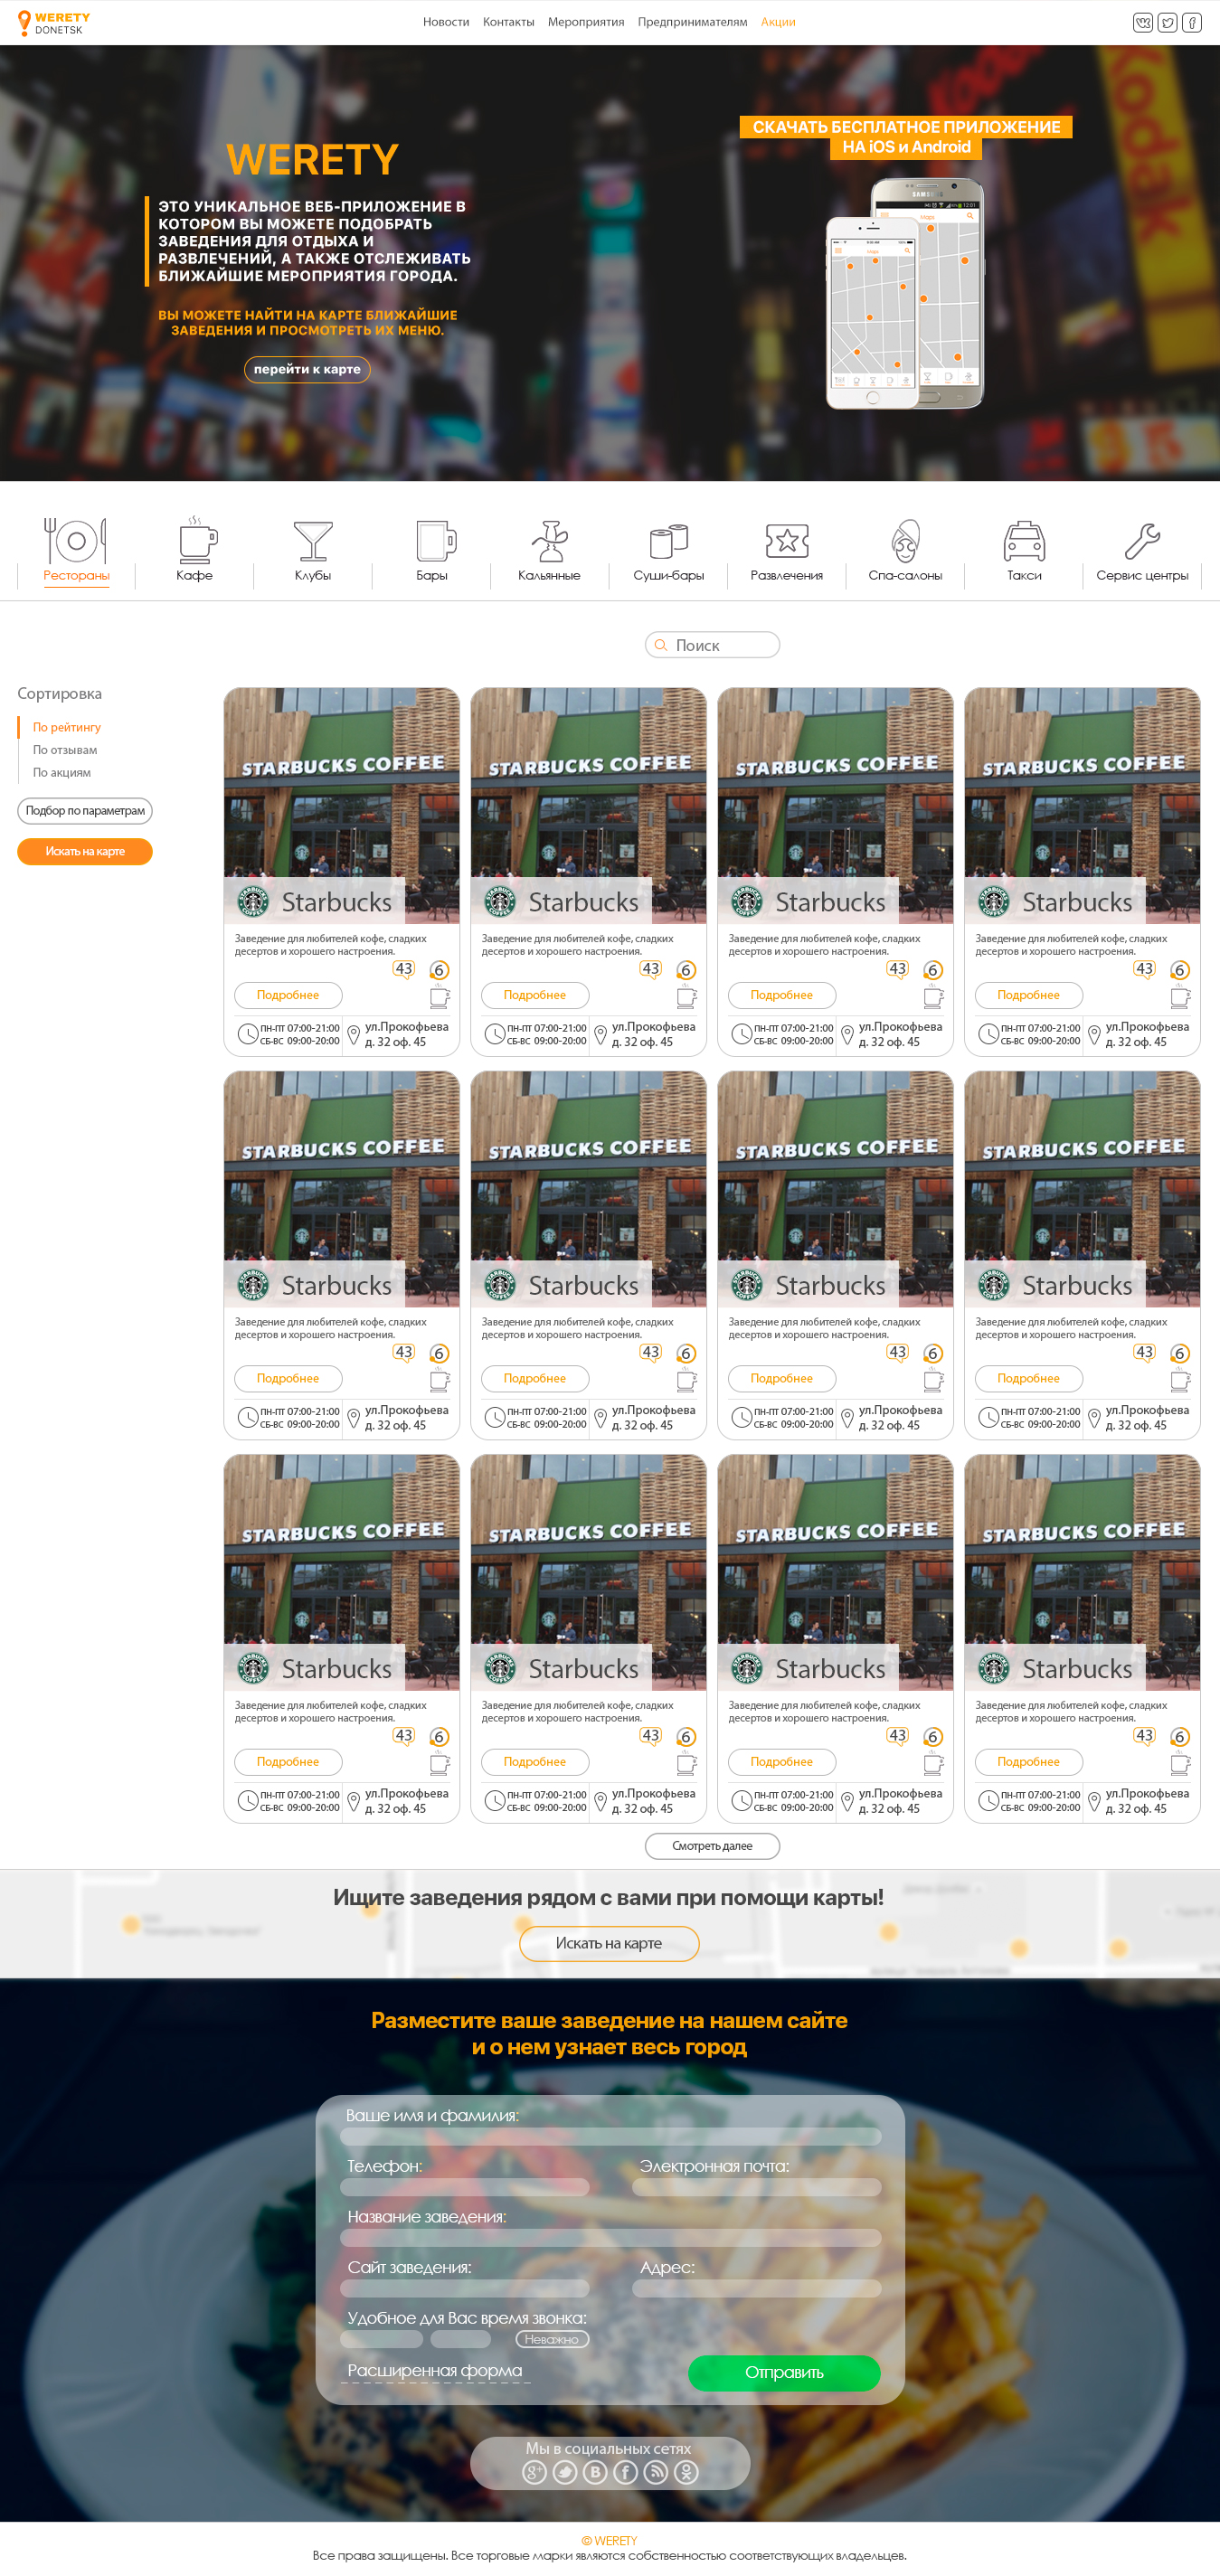 WERETY
DONETSK
Новости Контакты Мероприятия Предпринимателям Акции
WERETY
ЭТО УНИКАЛЬНОЕ ВЕБ-ПРИЛОЖЕНИЕ В
КОТОРОМ ВЫ МОЖЕТЕ ПОДОБРАТЬ
ЗАВЕДЕНИЯ ДЛЯ ОТДЫХА И
РАЗВЛЕЧЕНИЙ, А ТАКЖЕ ОТСЛЕЖИВАТЬ
БЛИЖАЙШИЕ МЕРОПРИЯТИЯ ГОРОДА.
ВЫ МОЖЕТЕ НАЙТИ НА КАРТЕ БЛИЖАЙШИЕ
ЗАВЕДЕНИЯ И ПРОСМОТРЕТЬ ИХ МЕНЮ.
перейти к карте
СКАЧАТЬ БЕСПЛАТНОЕ ПРИЛОЖЕНИЕ
НА iOS и Android
SAMSUNG
12:01
Kodak
Рестораны Кафе Клубы Бары Кальянные Суши-бары Развлечения Спа-салоны Такси Сервис центры
Поиск
Сортировка
По рейтингу
По отзывам
По акциям
Подбор по параметрам
Искать на карте
STARBUCKS COFFEE STARBUCKS COFFEE STARBUCKS COFFEE STARBUCKS COFFEE
Starbucks Starbucks Starbucks Starbucks
Заведение для любителей кофе, сладких Заведение для любителей кофе, сладких Заведение для любителей кофе, сладких Заведение для любителей кофе, сладких
десертов и хорошего настроения. десертов и хорошего настроения. десертов и хорошего настроения. десертов и хорошего настроения.
43 6 43 6 43 6 43 6
Подробнее Подробнее Подробнее Подробнее
ПН-ПТ 07:00-21:00 ул.Прокофьева ПН-ПТ 07:00-21:00 ул.Прокофьева ПН-ПТ 07:00-21:00 ул.Прокофьева ПН-ПТ 07:00-21:00 ул.Прокофьева
СБ-ВС 09:00-20:00 д. 32 оф. 45 СБ-ВС 09:00-20:00 д. 32 оф. 45 СБ-ВС 09:00-20:00 д. 32 оф. 45 СБ-ВС 09:00-20:00 д. 32 оф. 45
STARBUCKS COFFEE STARBUCKS COFFEE STARBUCKS COFFEE STARBUCKS COFFEE
Starbucks Starbucks Starbucks Starbucks
Заведение для любителей кофе, сладких Заведение для любителей кофе, сладких Заведение для любителей кофе, сладких Заведение для любителей кофе, сладких
десертов и хорошего настроения. десертов и хорошего настроения. десертов и хорошего настроения. десертов и хорошего настроения.
43 6 43 6 43 6 43 6
Подробнее Подробнее Подробнее Подробнее
ПН-ПТ 07:00-21:00 ул.Прокофьева ПН-ПТ 07:00-21:00 ул.Прокофьева ПН-ПТ 07:00-21:00 ул.Прокофьева ПН-ПТ 07:00-21:00 ул.Прокофьева
СБ-ВС 09:00-20:00 д. 32 оф. 45 СБ-ВС 09:00-20:00 д. 32 оф. 45 СБ-ВС 09:00-20:00 д. 32 оф. 45 СБ-ВС 09:00-20:00 д. 32 оф. 45
STARBUCKS COFFEE STARBUCKS COFFEE STARBUCKS COFFEE STARBUCKS COFFEE
Starbucks Starbucks Starbucks Starbucks
Заведение для любителей кофе, сладких Заведение для любителей кофе, сладких Заведение для любителей кофе, сладких Заведение для любителей кофе, сладких
десертов и хорошего настроения. десертов и хорошего настроения. десертов и хорошего настроения. десертов и хорошего настроения.
43 6 43 6 43 6 43 6
Подробнее Подробнее Подробнее Подробнее
ПН-ПТ 07:00-21:00 ул.Прокофьева ПН-ПТ 07:00-21:00 ул.Прокофьева ПН-ПТ 07:00-21:00 ул.Прокофьева ПН-ПТ 07:00-21:00 ул.Прокофьева
СБ-ВС 09:00-20:00 д. 32 оф. 45 СБ-ВС 09:00-20:00 д. 32 оф. 45 СБ-ВС 09:00-20:00 д. 32 оф. 45 СБ-ВС 09:00-20:00 д. 32 оф. 45
Смотреть далее
Ищите заведения рядом с вами при помощи карты!
Искать на карте
Разместите ваше заведение на нашем сайте
и о нем узнает весь город
Ваше имя и фамилия:
Телефон: Электронная почта:
Название заведения:
Сайт заведения: Адрес:
Удобное для Вас время звонка:
Неважно
Расширенная форма
Отправить
Мы в социальных сетях
© WERETY
Все права защищены. Все торговые марки являются собственностью соответствующих владельцев.